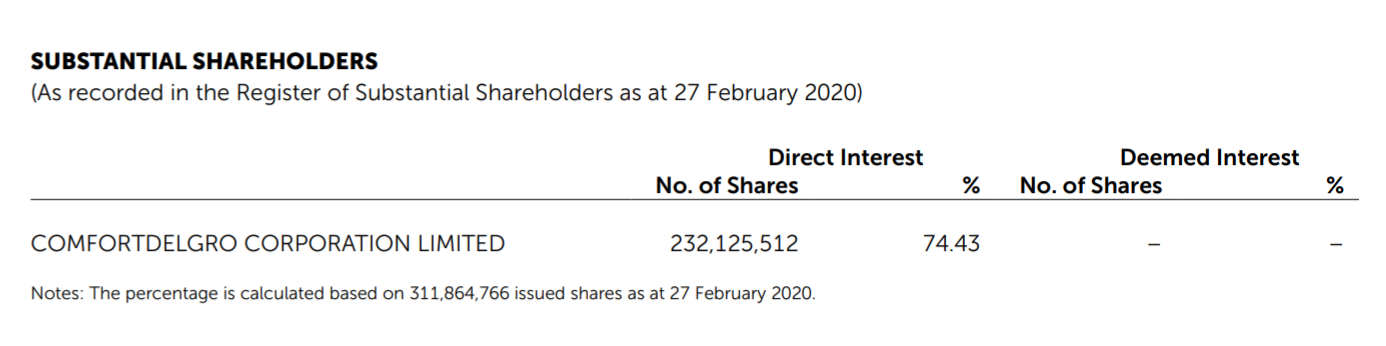 SUBSTANTIAL SHAREHOLDERS
(As recorded in the Register of Substantial Shareholders as at 27 February 2020)
Direct Interest Deemed Interest
No. of Shares % No. of Shares %
COMFORTDELGRO CORPORATION LIMITED 232,125,512 74.43 – –
Notes: The percentage is calculated based on 311,864,766 issued shares as at 27 February 2020.